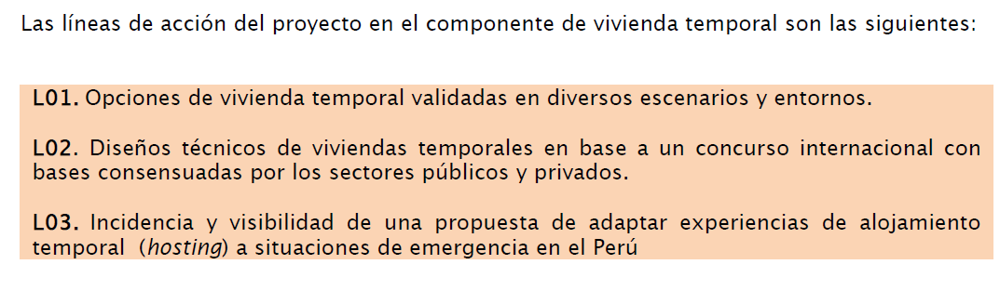 Las líneas de acción del proyecto en el componente de vivienda temporal son las siguientes:
L01. Opciones de vivienda temporal validadas en diversos escenarios y entornos.
L02. Diseños técnicos de viviendas temporales en base a un concurso internacional con
bases consensuadas por los sectores públicos y privados.
L03. Incidencia y visibilidad de una propuesta de adaptar experiencias de alojamiento
temporal (hosting) a situaciones de emergencia en el Perú